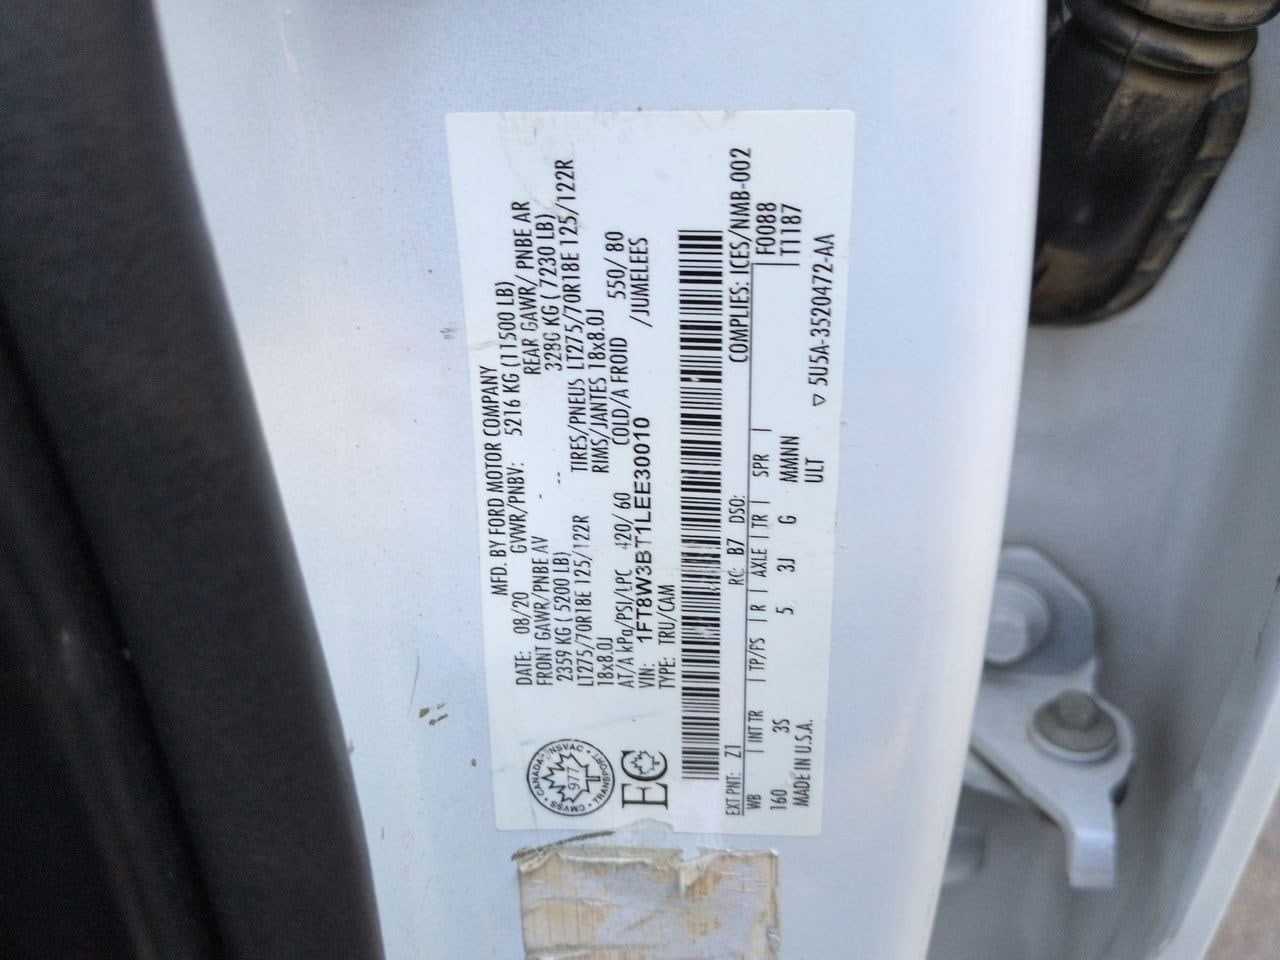 MFD. BY FORD MOTOR COMPANY
DATE: 08/20 GVWR/PNBV: 5216 KG (11500 LB)
FRONT GAWR/PNBE AV - REAR GAWR/ PNBE AR
2359 KG ( 5200 LB) -- 3280 KG ( 7230 LB)
LT275/70R18E 125/122R TIRES/PNEUS LT275/70R18E 125/122R
18x8.0J RIMS/JANTES 18x8.0J
AT/A kPa/PSI/LPC 420/ 60 COLD/A FROID 550/ 80
VIN: 1FT8W3BT1LEE30010 /JUMELEES
TYPE: TRU/CAM
CANADA NSVAC TRANSPORT CMVSS
977
EC
COMPLIES: ICES/NMB-002
EXT PNT: Z1 RC: B7 DSO: F0088
WB | INT TR | TP/PS | R | AXLE | TR | SPR | T1187
160 3S 5 3J G MMNN
MADE IN U.S.A. ULT ▽ 5U5A-3520472-AA